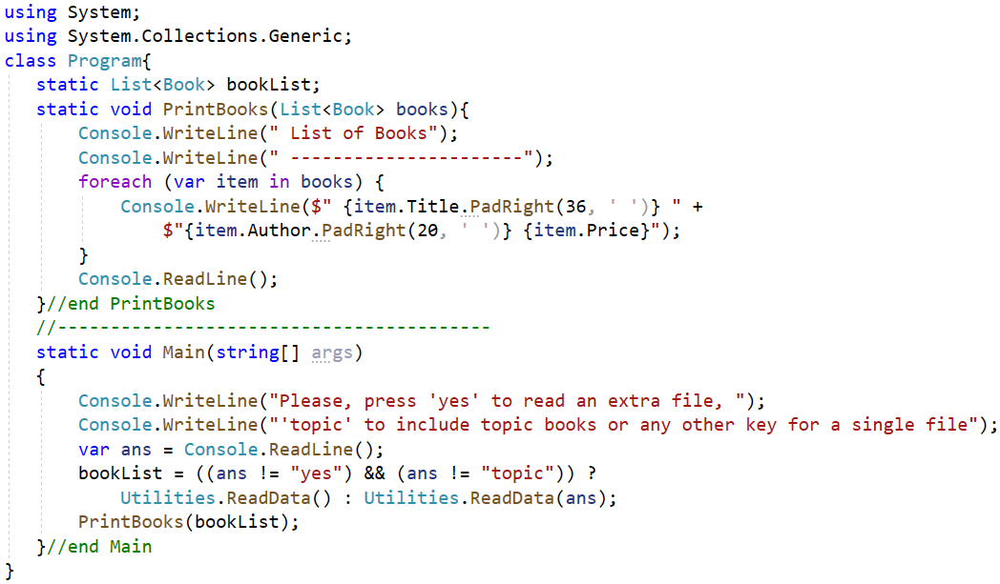 using System;
using System.Collections.Generic;
class Program{
static List<Book> bookList;
static void PrintBooks(List<Book> books){
Console.WriteLine(" List of Books");
Console.WriteLine(" ----------------------");
foreach (var item in books) {
Console.WriteLine($" {item.Title.PadRight(36, ' ')} " +
$"{item.Author.PadRight(20, ' ')} {item.Price}");
}
Console.ReadLine();
}//end PrintBooks
//-----------------------------------------
static void Main(string[] args)
{
Console.WriteLine("Please, press 'yes' to read an extra file, ");
Console.WriteLine("'topic' to include topic books or any other key for a single file");
var ans = Console.ReadLine();
bookList = ((ans != "yes") && (ans != "topic")) ?
Utilities.ReadData() : Utilities.ReadData(ans);
PrintBooks(bookList);
}//end Main
}